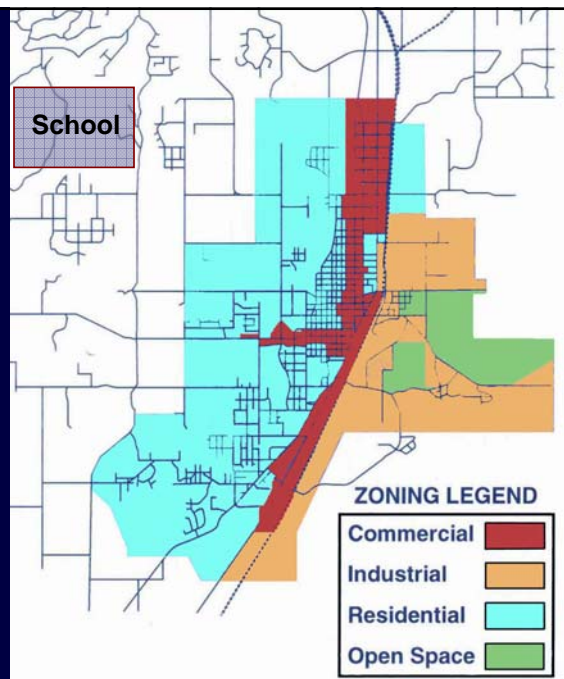 School
ZONING LEGEND
Commercial
Industrial
Residential
Open Space